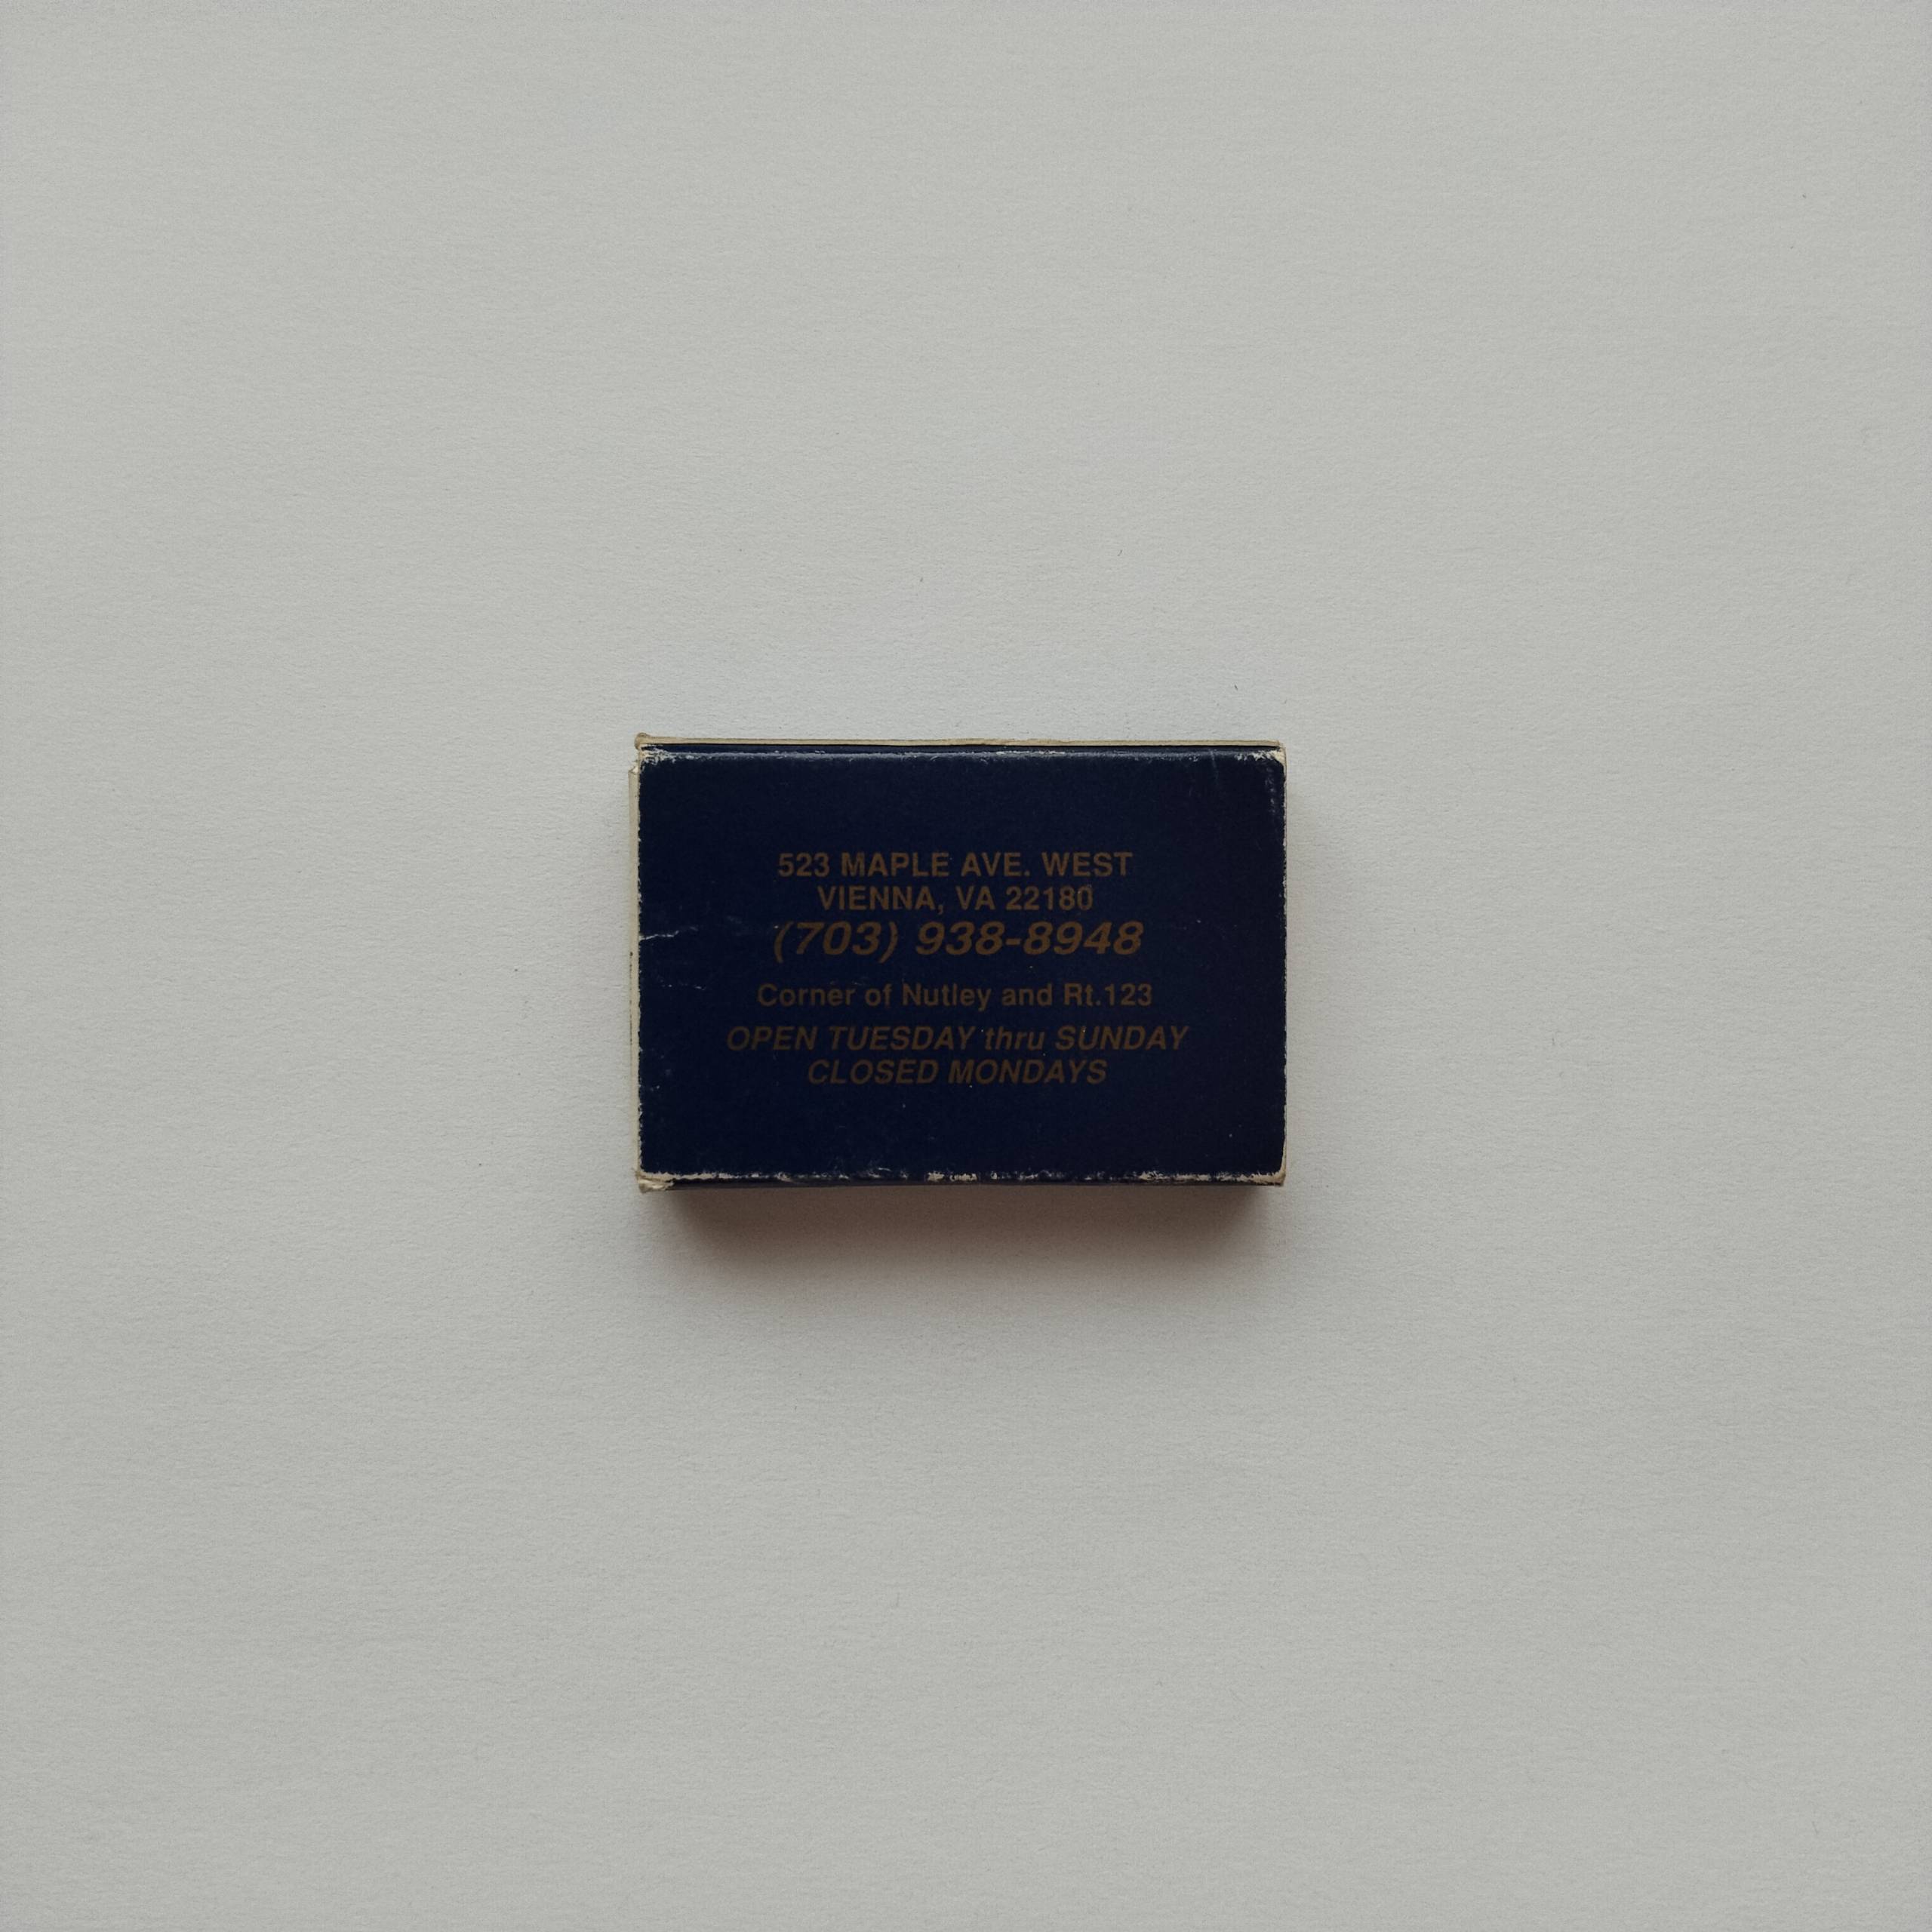 523 MAPLE AVE. WEST
VIENNA, VA 22180
(703) 938-8948
Corner of Nutley and Rt.123
OPEN TUESDAY thru SUNDAY
CLOSED MONDAYS